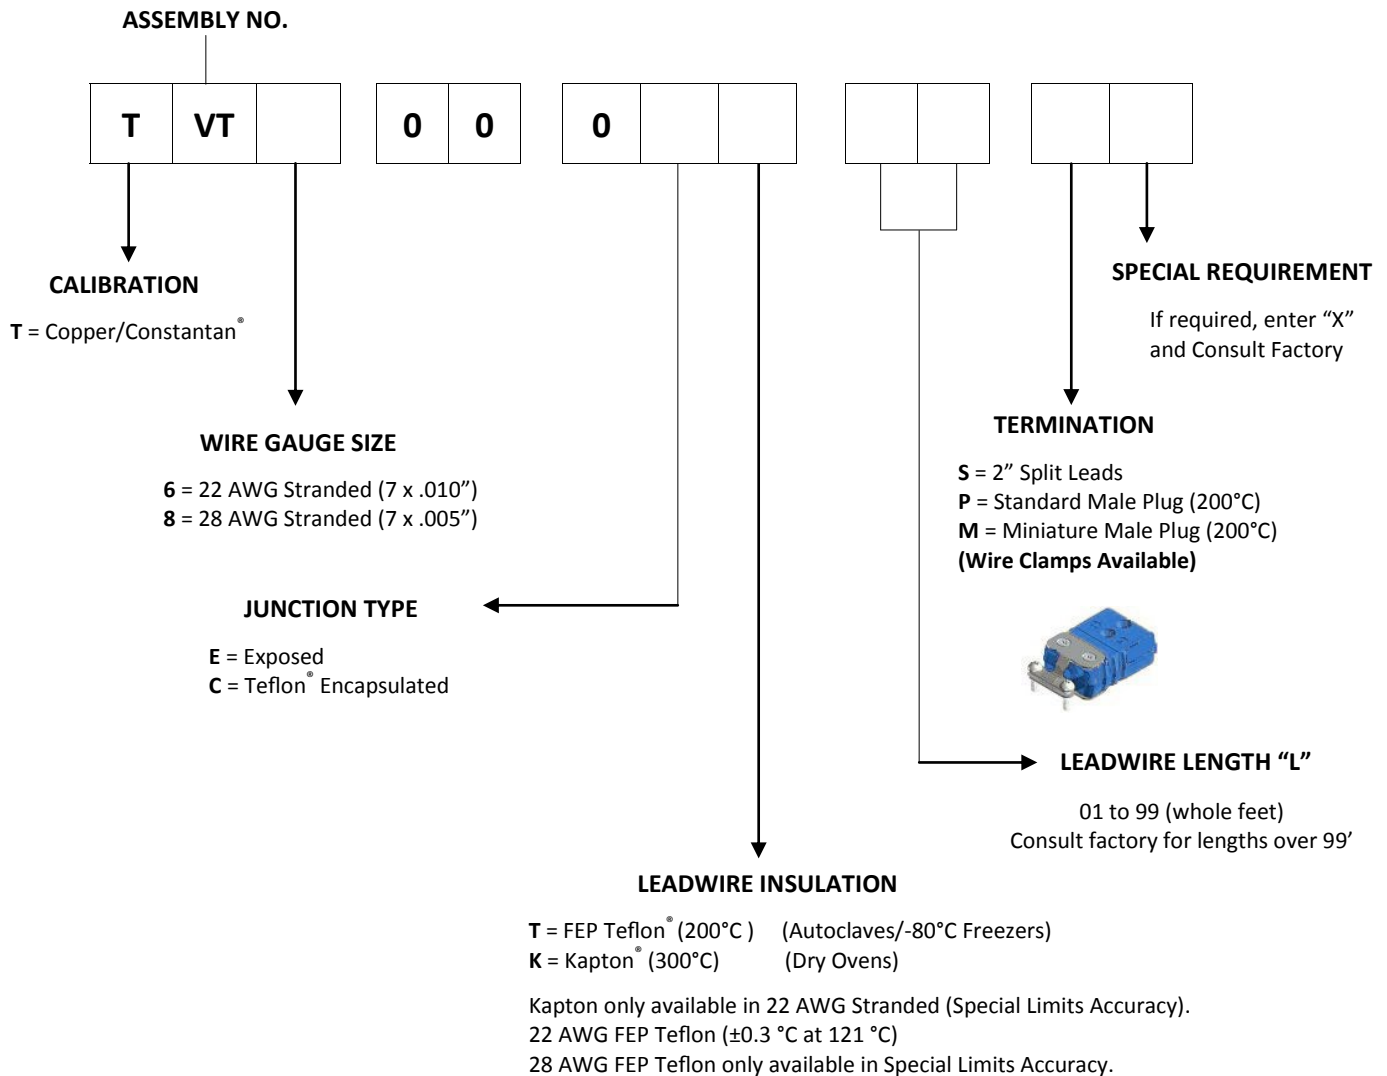 ASSEMBLY NO.
T VT 0 0 0
CALIBRATION
T = Copper/Constantan®
SPECIAL REQUIREMENT
If required, enter “X”
and Consult Factory
WIRE GAUGE SIZE
6 = 22 AWG Stranded (7 x .010”)
8 = 28 AWG Stranded (7 x .005”)
TERMINATION
S = 2” Split Leads
P = Standard Male Plug (200°C)
M = Miniature Male Plug (200°C)
(Wire Clamps Available)
JUNCTION TYPE
E = Exposed
C = Teflon® Encapsulated
LEADWIRE LENGTH “L”
01 to 99 (whole feet)
Consult factory for lengths over 99’
LEADWIRE INSULATION
T = FEP Teflon® (200°C ) (Autoclaves/-80°C Freezers)
K = Kapton® (300°C) (Dry Ovens)
Kapton only available in 22 AWG Stranded (Special Limits Accuracy).
22 AWG FEP Teflon (±0.3 °C at 121 °C)
28 AWG FEP Teflon only available in Special Limits Accuracy.